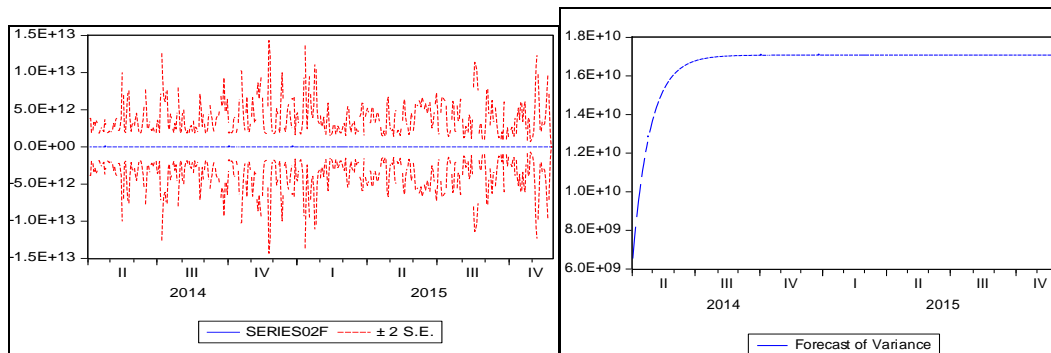 1.5E+13
1.0E+13
5.0E+12
0.0E+00
-5.0E+12
-1.0E+13
-1.5E+13
II III IV I II III IV
2014 2015
SERIES02F ± 2 S.E.
1.8E+10
1.6E+10
1.4E+10
1.2E+10
1.0E+10
8.0E+09
6.0E+09
II III IV I II III IV
2014 2015
Forecast of Variance